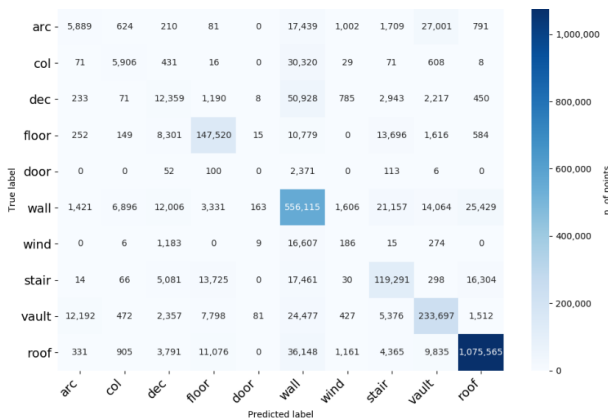 arc 5,889 624 210 81 0 17,439 1,002 1,709 27,001 791
col 71 5,906 431 16 0 30,320 29 71 608 8
dec 233 71 12,359 1,190 8 50,928 785 2,943 2,217 450
floor 252 149 8,301 147,520 15 10,779 0 13,696 1,616 584
door 0 0 52 100 0 2,371 0 113 6 0
wall 1,421 6,896 12,006 3,331 163 556,115 1,606 21,157 14,064 25,429
wind 0 6 1,183 0 9 16,607 186 15 274 0
stair 14 66 5,081 13,725 0 17,461 30 119,291 298 16,304
vault 12,192 472 2,357 7,798 81 24,477 427 5,376 233,697 1,512
roof 331 905 3,791 11,076 0 36,148 1,161 4,365 9,835 1,075,565
arc col dec floor door wall wind stair vault roof
Predicted label
True label
1,000,000
800,000
600,000
400,000
200,000
0
n. of points